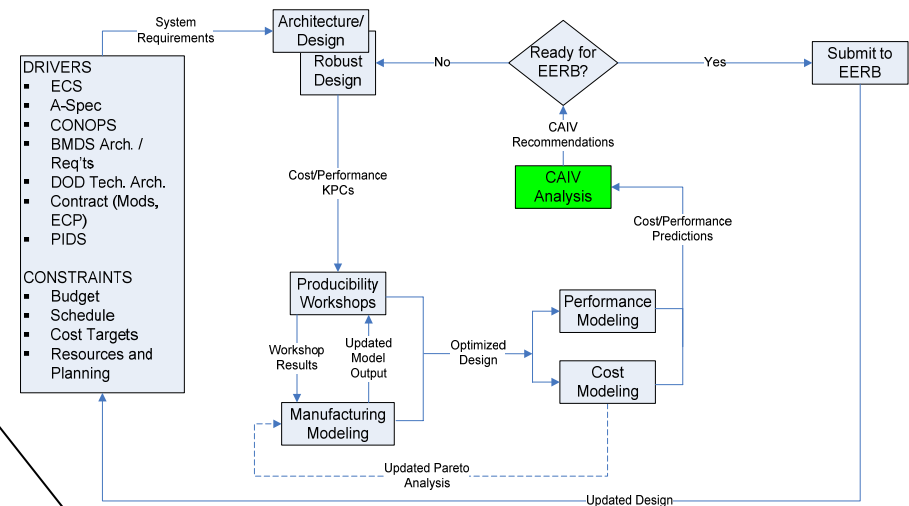 System
Requirements
Architecture/
Design
Robust
Design
No
Ready for
EERB?
Yes
Submit to
EERB
DRIVERS
▪ ECS
▪ A-Spec
▪ CONOPS
▪ BMDS Arch. /
Req'ts
▪ DOD Tech. Arch.
▪ Contract (Mods,
ECP)
▪ PIDS
CONSTRAINTS
▪ Budget
▪ Schedule
▪ Cost Targets
▪ Resources and
Planning
CAIV
Recommendations
CAIV
Analysis
Cost/Performance
KPCs
Cost/Performance
Predictions
Producibility
Workshops
Workshop
Results
Updated
Model
Output
Optimized
Design
Performance
Modeling
Cost
Modeling
Manufacturing
Modeling
Updated Pareto
Analysis
Updated Design